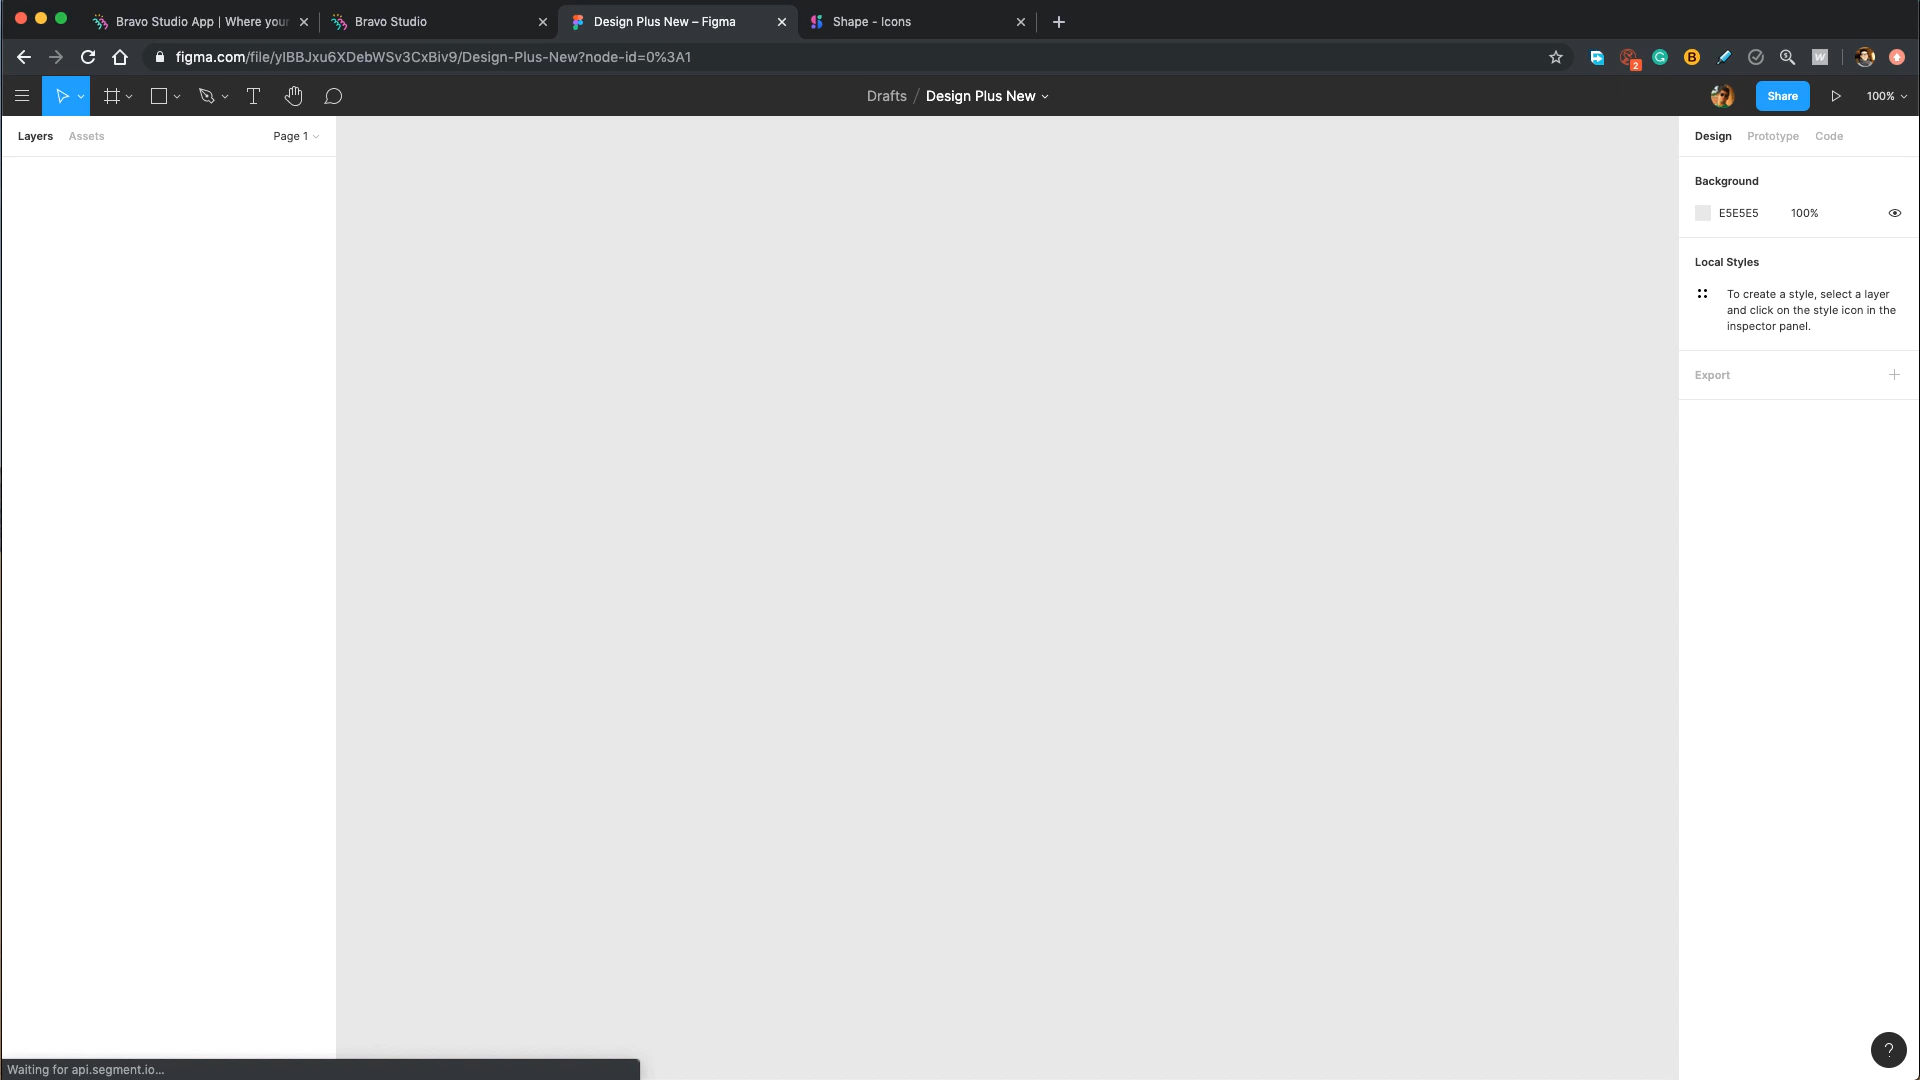 Bravo Studio App | Where your
Bravo Studio
Design Plus New – Figma
Shape - Icons
figma.com/file/yIBBJxu6XDebWSv3CxBiv9/Design-Plus-New?node-id=0%3A1
2
G
B
W
T
Drafts / Design Plus New
Share
100%
Layers
Assets
Page 1
Design
Prototype
Code
Background
E5E5E5
100%
Local Styles
To create a style, select a layer
and click on the style icon in the
inspector panel.
Export
?
Waiting for api.segment.io...